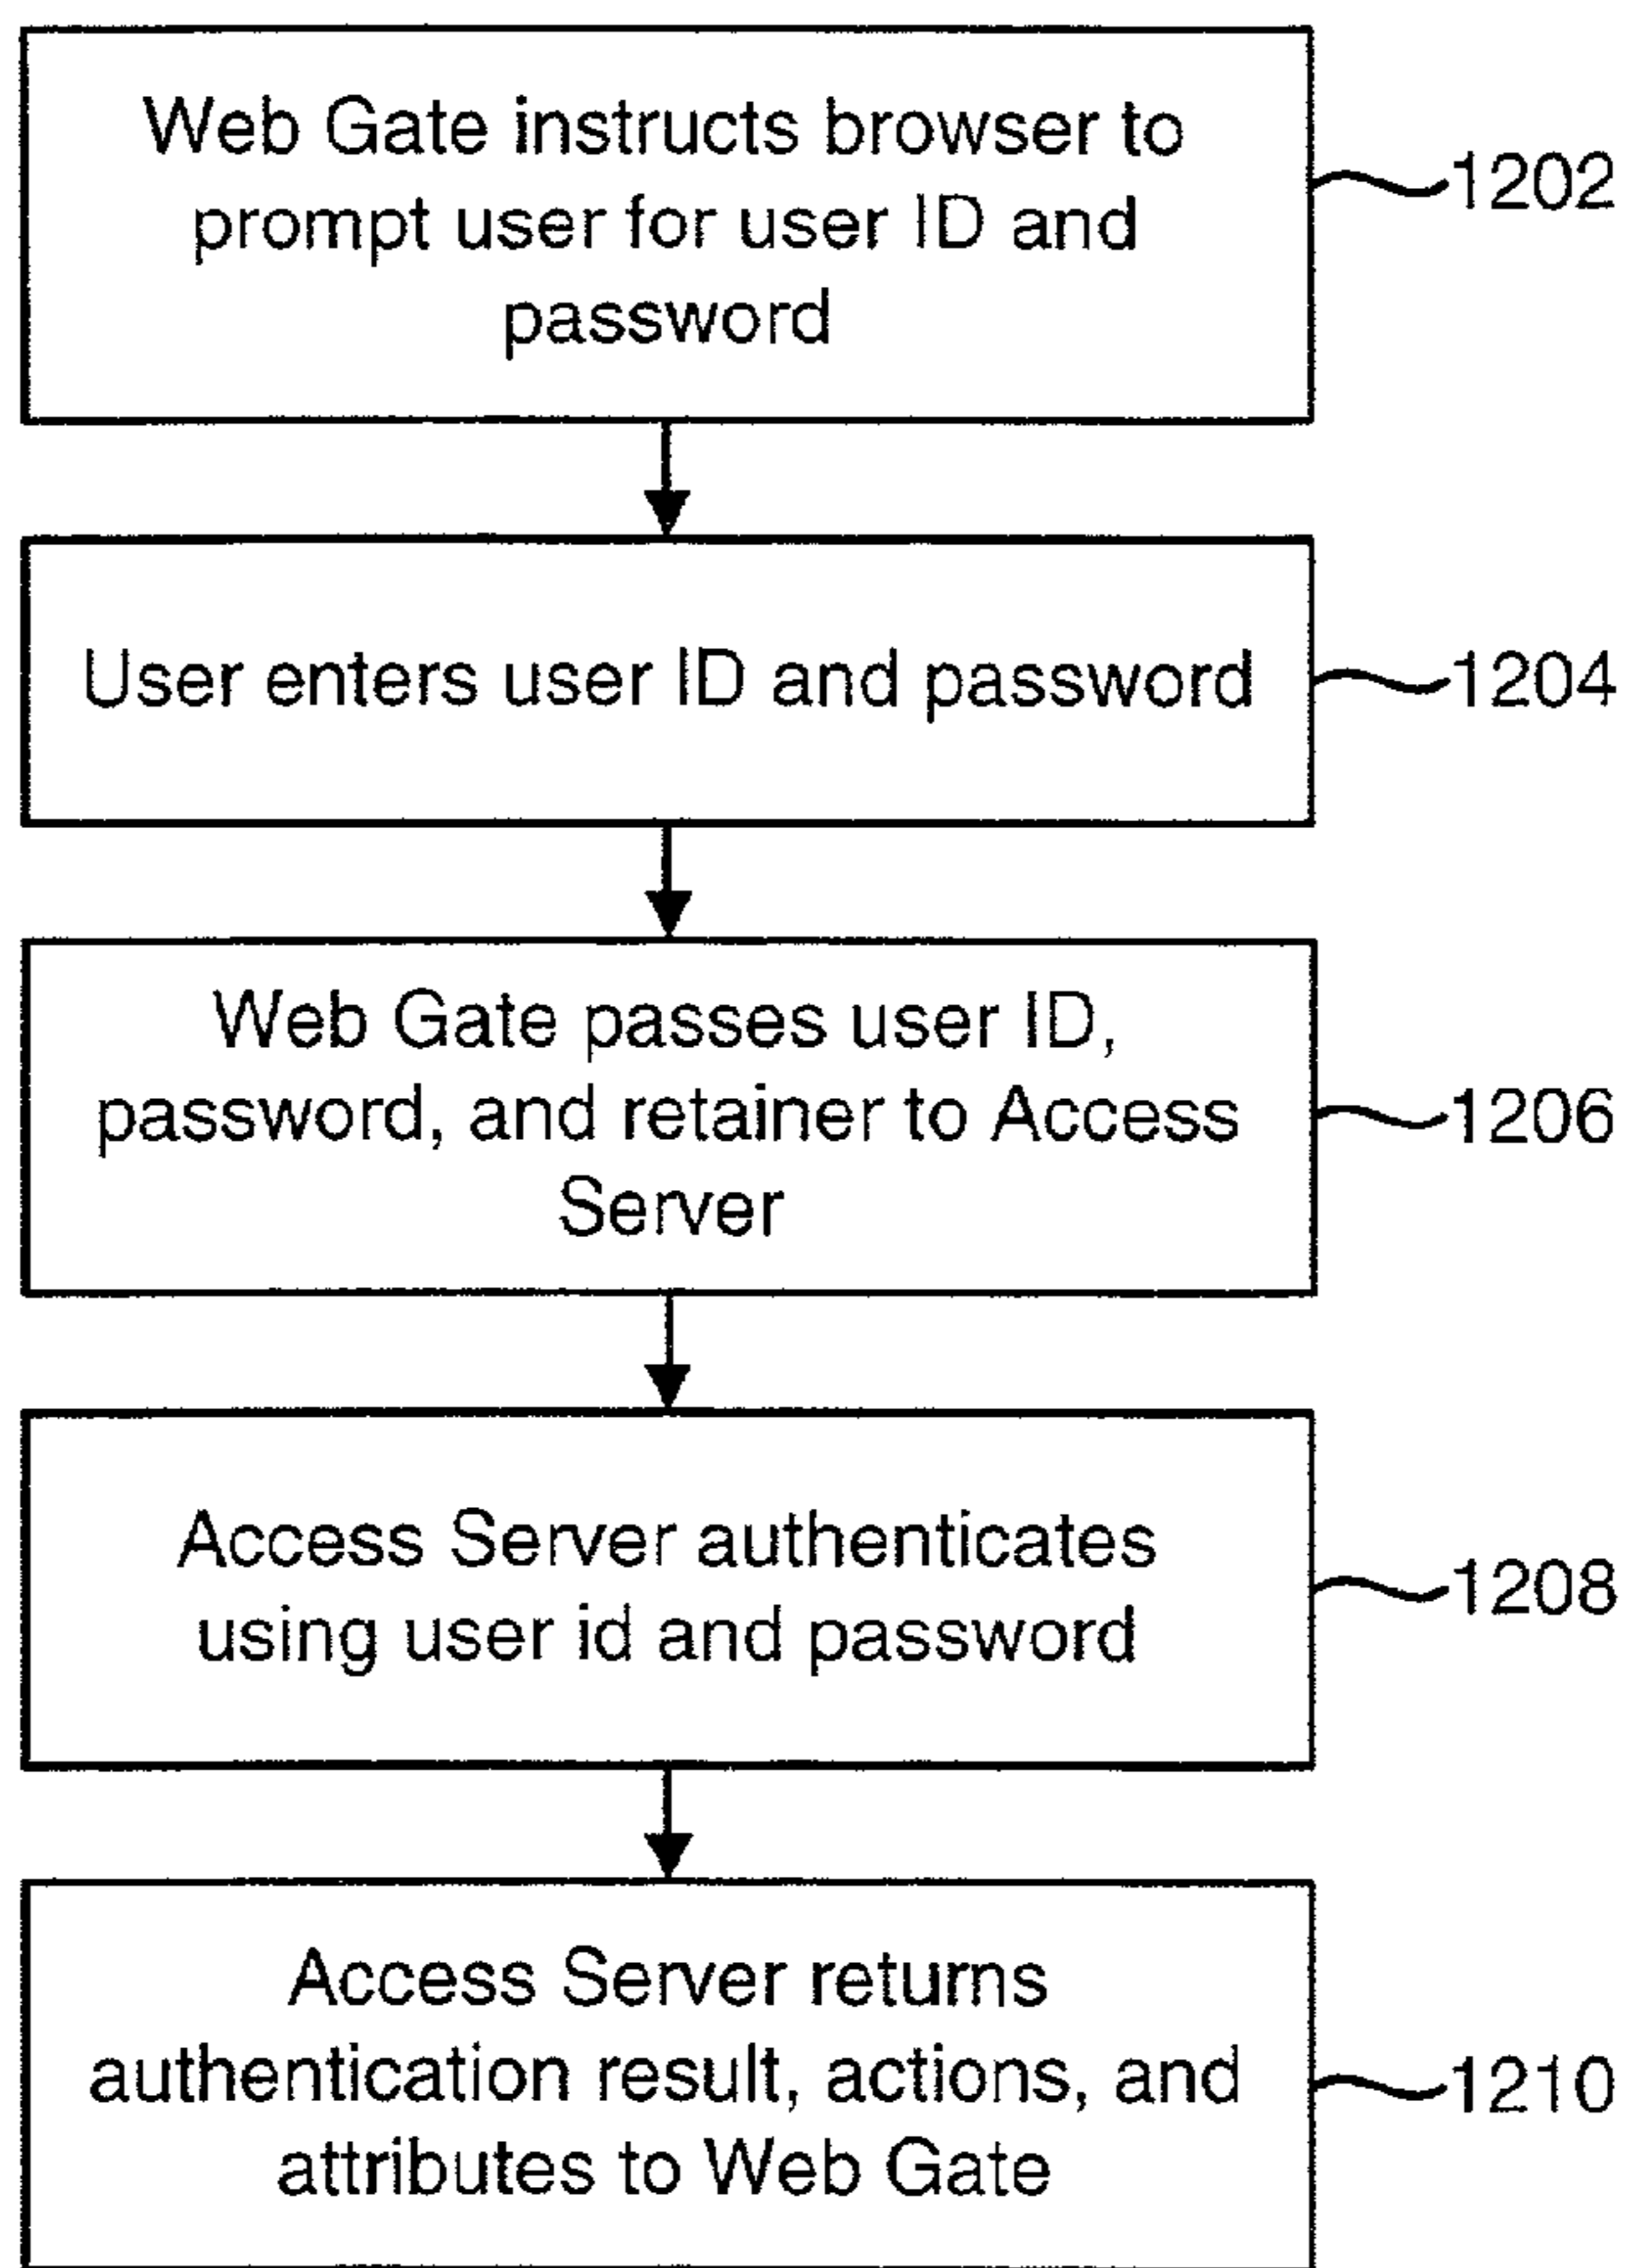 Web Gate instructs browser to
prompt user for user ID and
password
1202
User enters user ID and password
1204
Web Gate passes user ID,
password, and retainer to Access
Server
1206
Access Server authenticates
using user id and password
1208
Access Server returns
authentication result, actions, and
attributes to Web Gate
1210